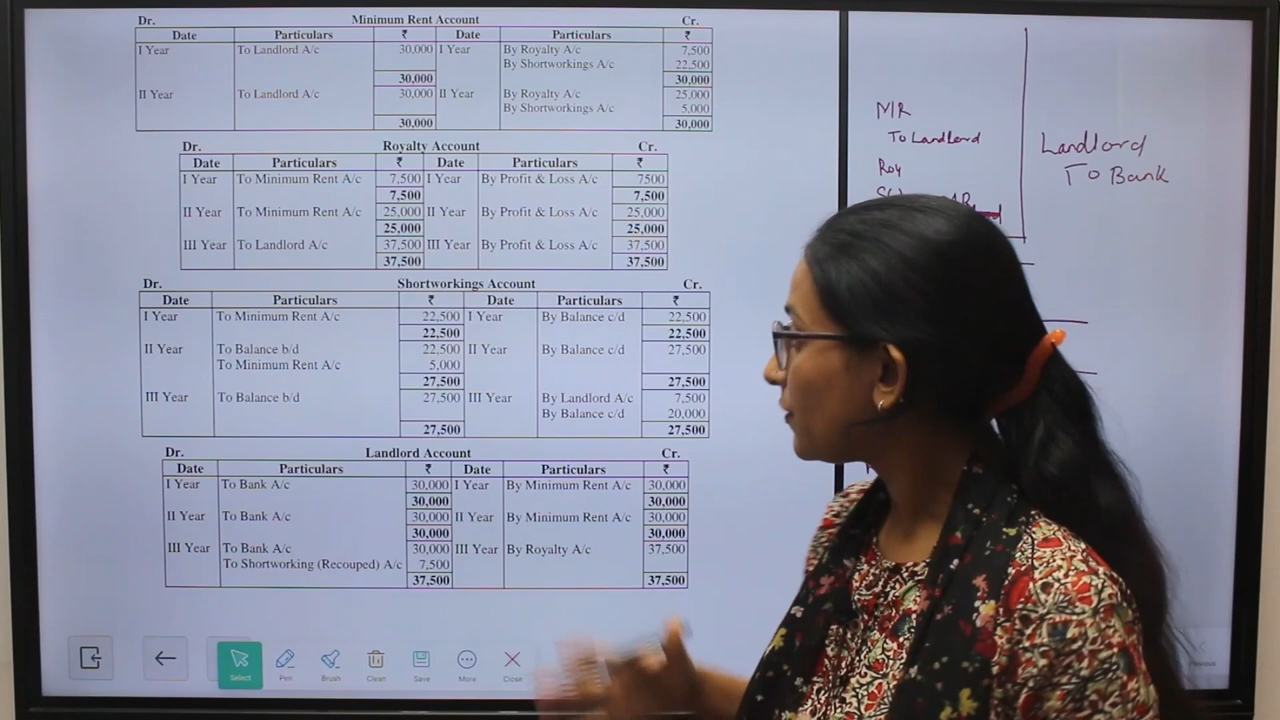 Dr. Minimum Rent Account Cr.
Date Particulars ₹ Date Particulars ₹
I Year To Landlord A/c 30,000 I Year By Royalty A/c 7,500
By Shortworkings A/c 22,500
30,000 30,000
II Year To Landlord A/c 30,000 II Year By Royalty A/c 25,000
By Shortworkings A/c 5,000
30,000 30,000
Dr. Royalty Account Cr.
Date Particulars ₹ Date Particulars ₹
I Year To Minimum Rent A/c 7,500 I Year By Profit & Loss A/c 7500
7,500 7,500
II Year To Minimum Rent A/c 25,000 II Year By Profit & Loss A/c 25,000
25,000 25,000
III Year To Landlord A/c 37,500 III Year By Profit & Loss A/c 37,500
37,500 37,500
Dr. Shortworkings Account Cr.
Date Particulars ₹ Date Particulars ₹
I Year To Minimum Rent A/c 22,500 I Year By Balance c/d 22,500
22,500 22,500
II Year To Balance b/d 22,500 II Year By Balance c/d 27,500
To Minimum Rent A/c 5,000
27,500 27,500
III Year To Balance b/d 27,500 III Year By Landlord A/c 7,500
By Balance c/d 20,000
27,500 27,500
Dr. Landlord Account Cr.
Date Particulars ₹ Date Particulars ₹
I Year To Bank A/c 30,000 I Year By Minimum Rent A/c 30,000
30,000 30,000
II Year To Bank A/c 30,000 II Year By Minimum Rent A/c 30,000
30,000 30,000
III Year To Bank A/c 30,000 III Year By Royalty A/c 37,500
To Shortworking (Recouped) A/c 7,500
37,500 37,500
MR
To Landlord
Roy
Landlord
To Bank
Select Pen Brush Clean Save More Close
Previous